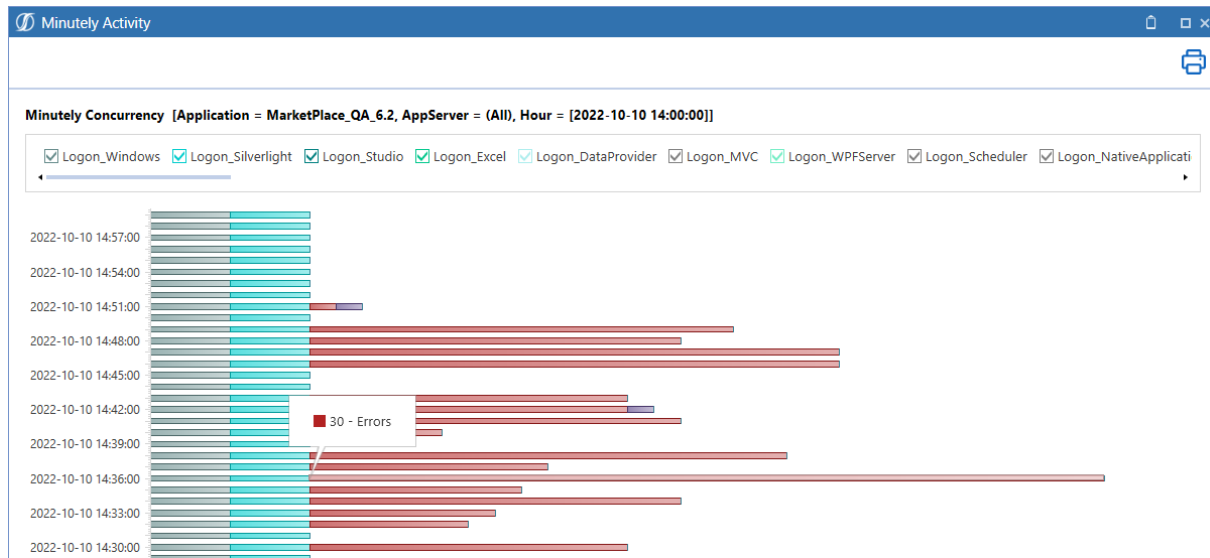 Minutely Activity
Minutely Concurrency [Application = MarketPlace_QA_6.2, AppServer = (All), Hour = [2022-10-10 14:00:00]]
Logon_Windows Logon_Silverlight Logon_Studio Logon_Excel Logon_DataProvider Logon_MVC Logon_WPFServer Logon_Scheduler Logon_NativeApplicati
2022-10-10 14:57:00
2022-10-10 14:54:00
2022-10-10 14:51:00
2022-10-10 14:48:00
2022-10-10 14:45:00
2022-10-10 14:42:00
30 - Errors
2022-10-10 14:39:00
2022-10-10 14:36:00
2022-10-10 14:33:00
2022-10-10 14:30:00